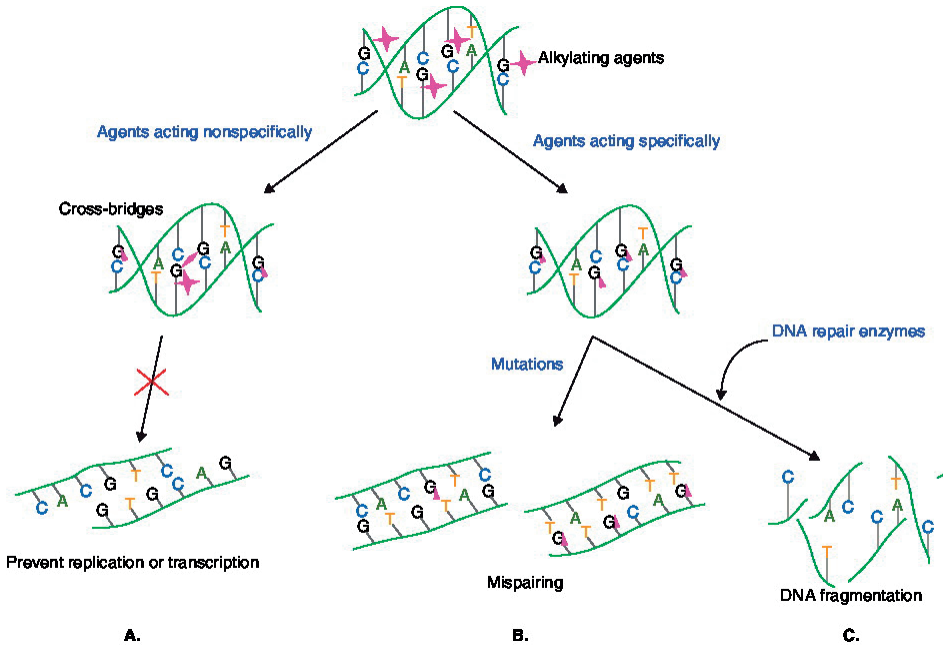 Alkylating agents
G C A T C G G C T A G C
Agents acting nonspecifically
Agents acting specifically
Cross-bridges
G C A T C G G C T A G C
G C A T C G G C T A G C
DNA repair enzymes
Mutations
C A C G T C C A G
G T G
C A T G T A C
G T G
T A T G T A T
G T G C A G
C A C T C A C
T
Prevent replication or transcription
Mispairing
DNA fragmentation
A. B. C.